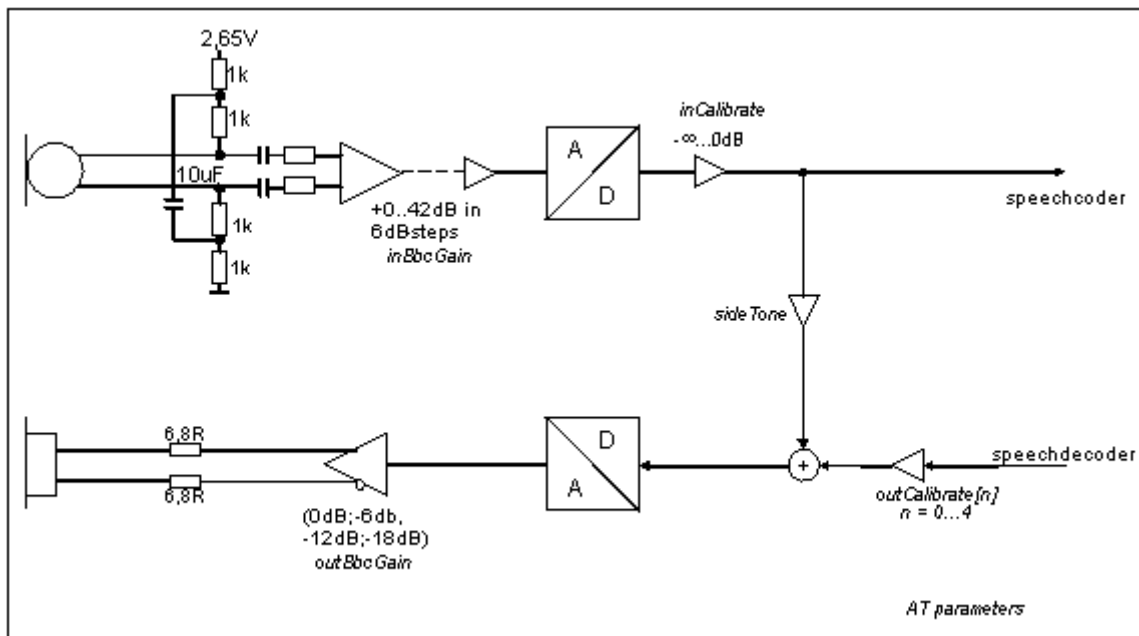 2,65V
1k
1k
10uF
1k
1k
+0..42dB in
6dBsteps
inBbcGain
A
D
inCalibrate
-∞...0dB
speechcoder
sideTone
6,8R
6,8R
(0dB;-6db,
-12dB;-18dB)
outBbcGain
D
A
+
speechdecoder
outCalibrate[n]
n = 0...4
AT parameters